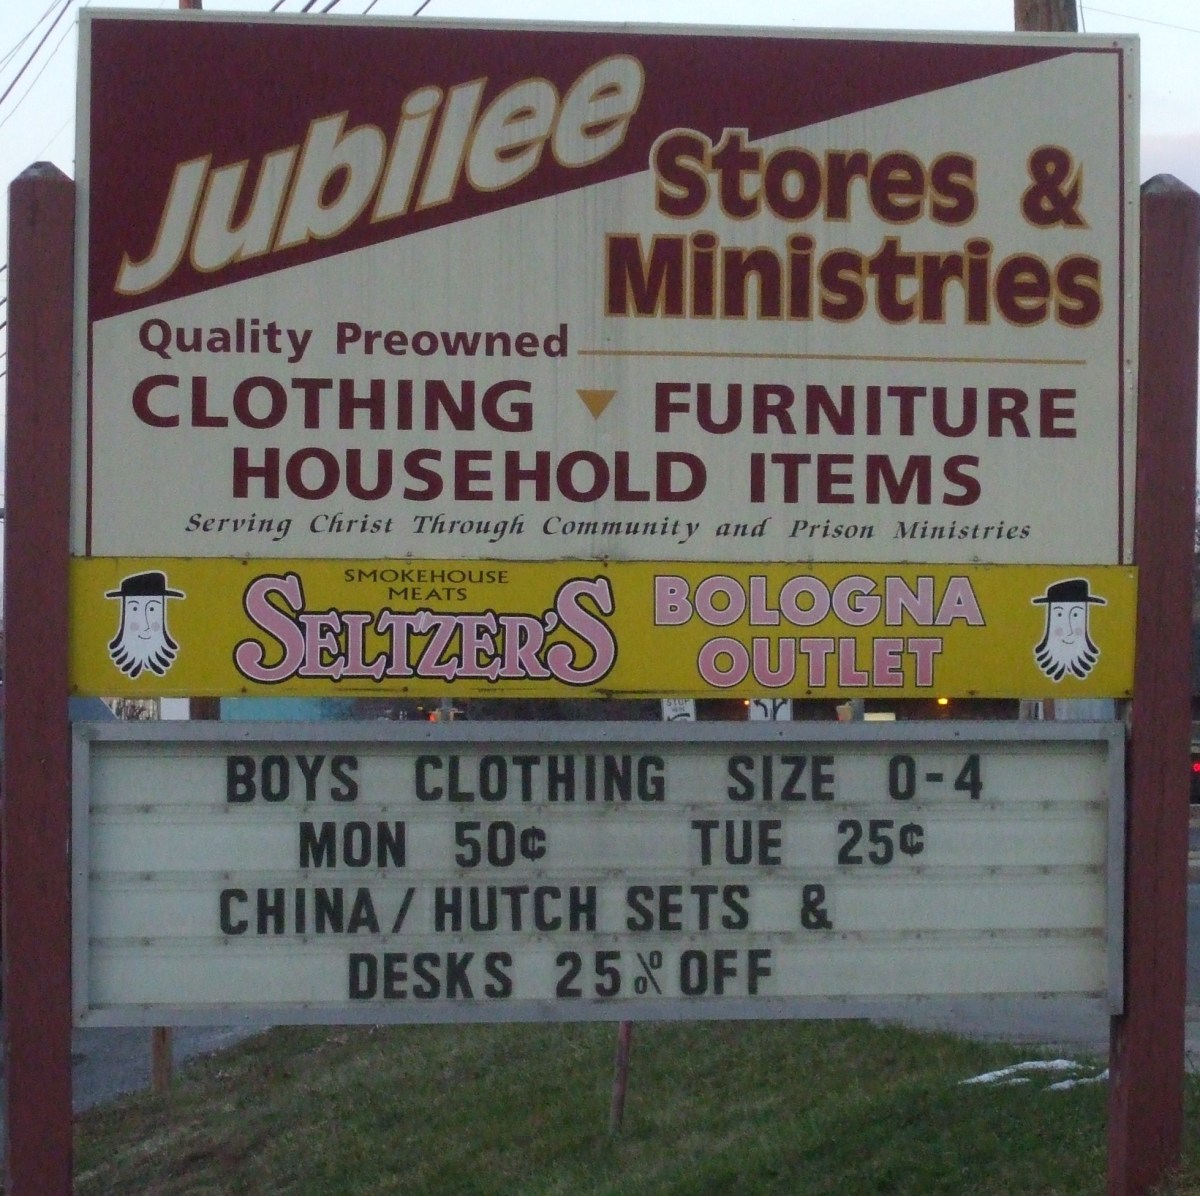 Jubilee
Stores &
Ministries
Quality Preowned
CLOTHING FURNITURE
HOUSEHOLD ITEMS
Serving Christ Through Community and Prison Ministries
SMOKEHOUSE
MEATS
SELTZER'S
BOLOGNA
OUTLET
STOP
BOYS CLOTHING SIZE 0-4
MON 50¢ TUE 25¢
CHINA/HUTCH SETS &
DESKS 25% OFF